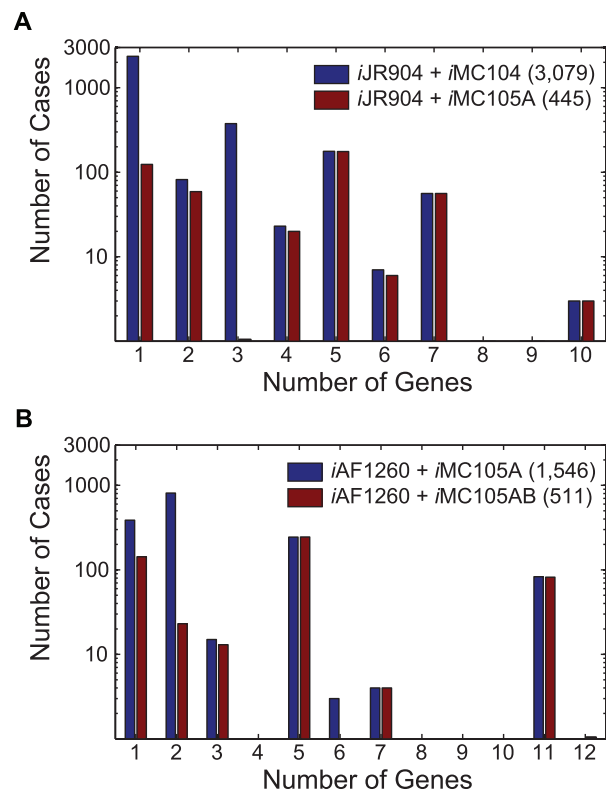 A
3000
1000
100
10
Number of Cases
iJR904 + iMC104 (3,079)
iJR904 + iMC105A (445)
1 2 3 4 5 6 7 8 9 10
Number of Genes
B
3000
1000
100
10
Number of Cases
iAF1260 + iMC105A (1,546)
iAF1260 + iMC105AB (511)
1 2 3 4 5 6 7 8 9 10 11 12
Number of Genes